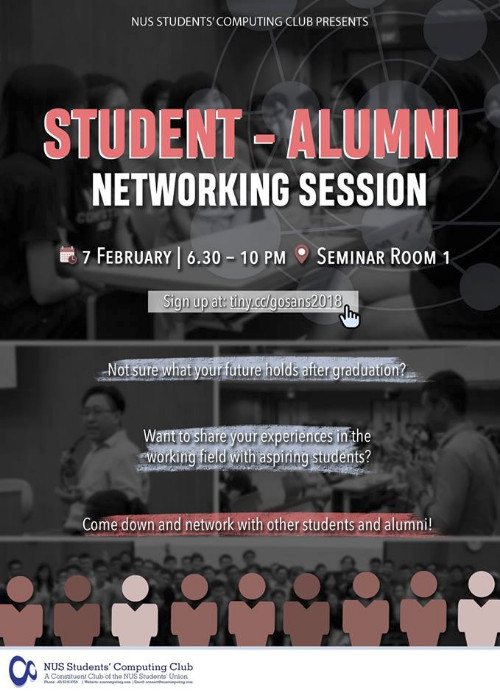 NUS STUDENTS' COMPUTING CLUB PRESENTS
STUDENT – ALUMNI
NETWORKING SESSION
7 FEBRUARY | 6.30 – 10 PM SEMINAR ROOM 1
Sign up at: tiny.cc/gosans2018
Not sure what your future holds after graduation?
Want to share your experiences in the
working field with aspiring students?
Come down and network with other students and alumni!
NUS Students' Computing Club
A Constituent Club of the NUS Students' Union